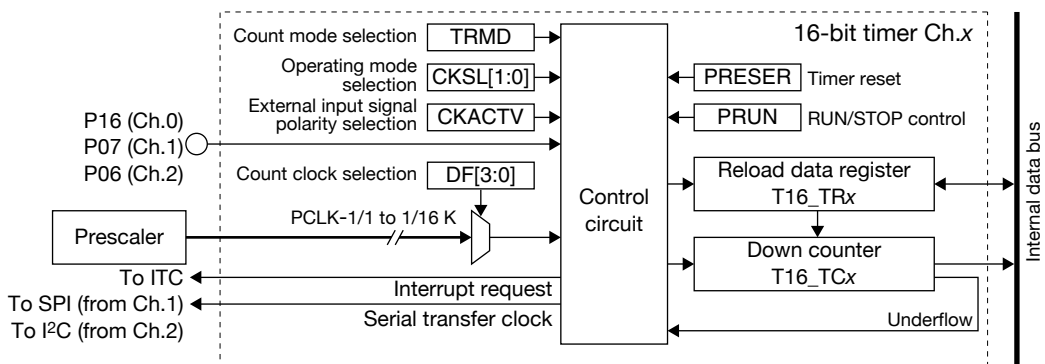 16-bit timer Ch.x
Count mode selection
TRMD
Operating mode
selection
CKSL[1:0]
External input signal
polarity selection
CKACTV
PRESER
Timer reset
PRUN
RUN/STOP control
P16 (Ch.0)
P07 (Ch.1)
P06 (Ch.2)
Count clock selection
DF[3:0]
Control
circuit
Reload data register
T16_TRx
Internal data bus
Prescaler
PCLK-1/1 to 1/16 K
Down counter
T16_TCx
To ITC
Interrupt request
To SPI (from Ch.1)
Serial transfer clock
To I2C (from Ch.2)
Underflow